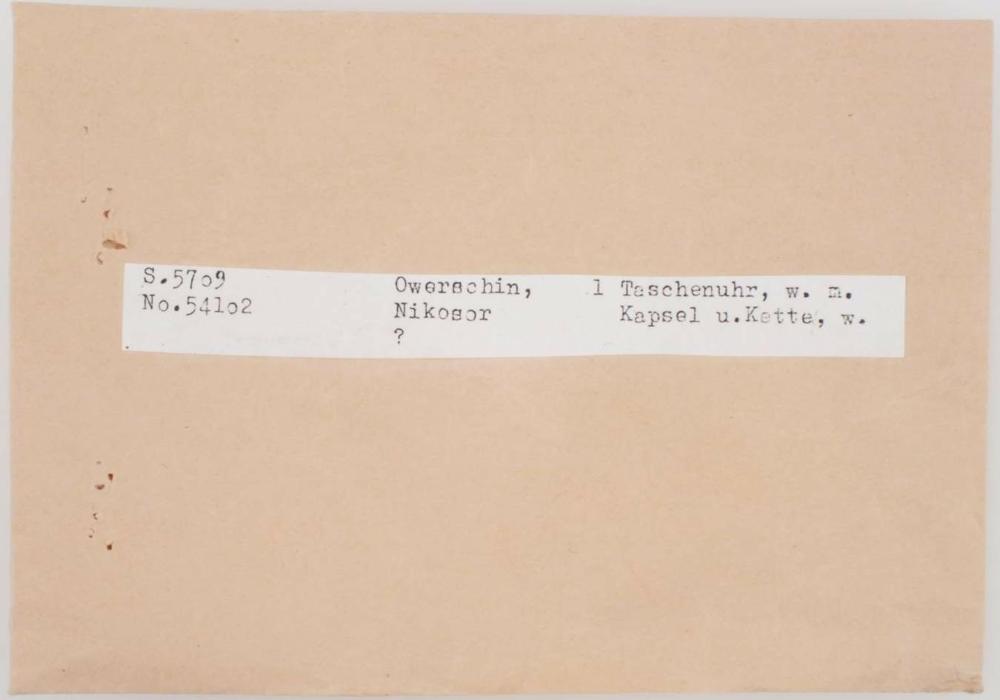 S.5709
No.54102
Owerschin,
Nikosor
?
1 Taschenuhr, w. m.
Kapsel u.Kette, w.